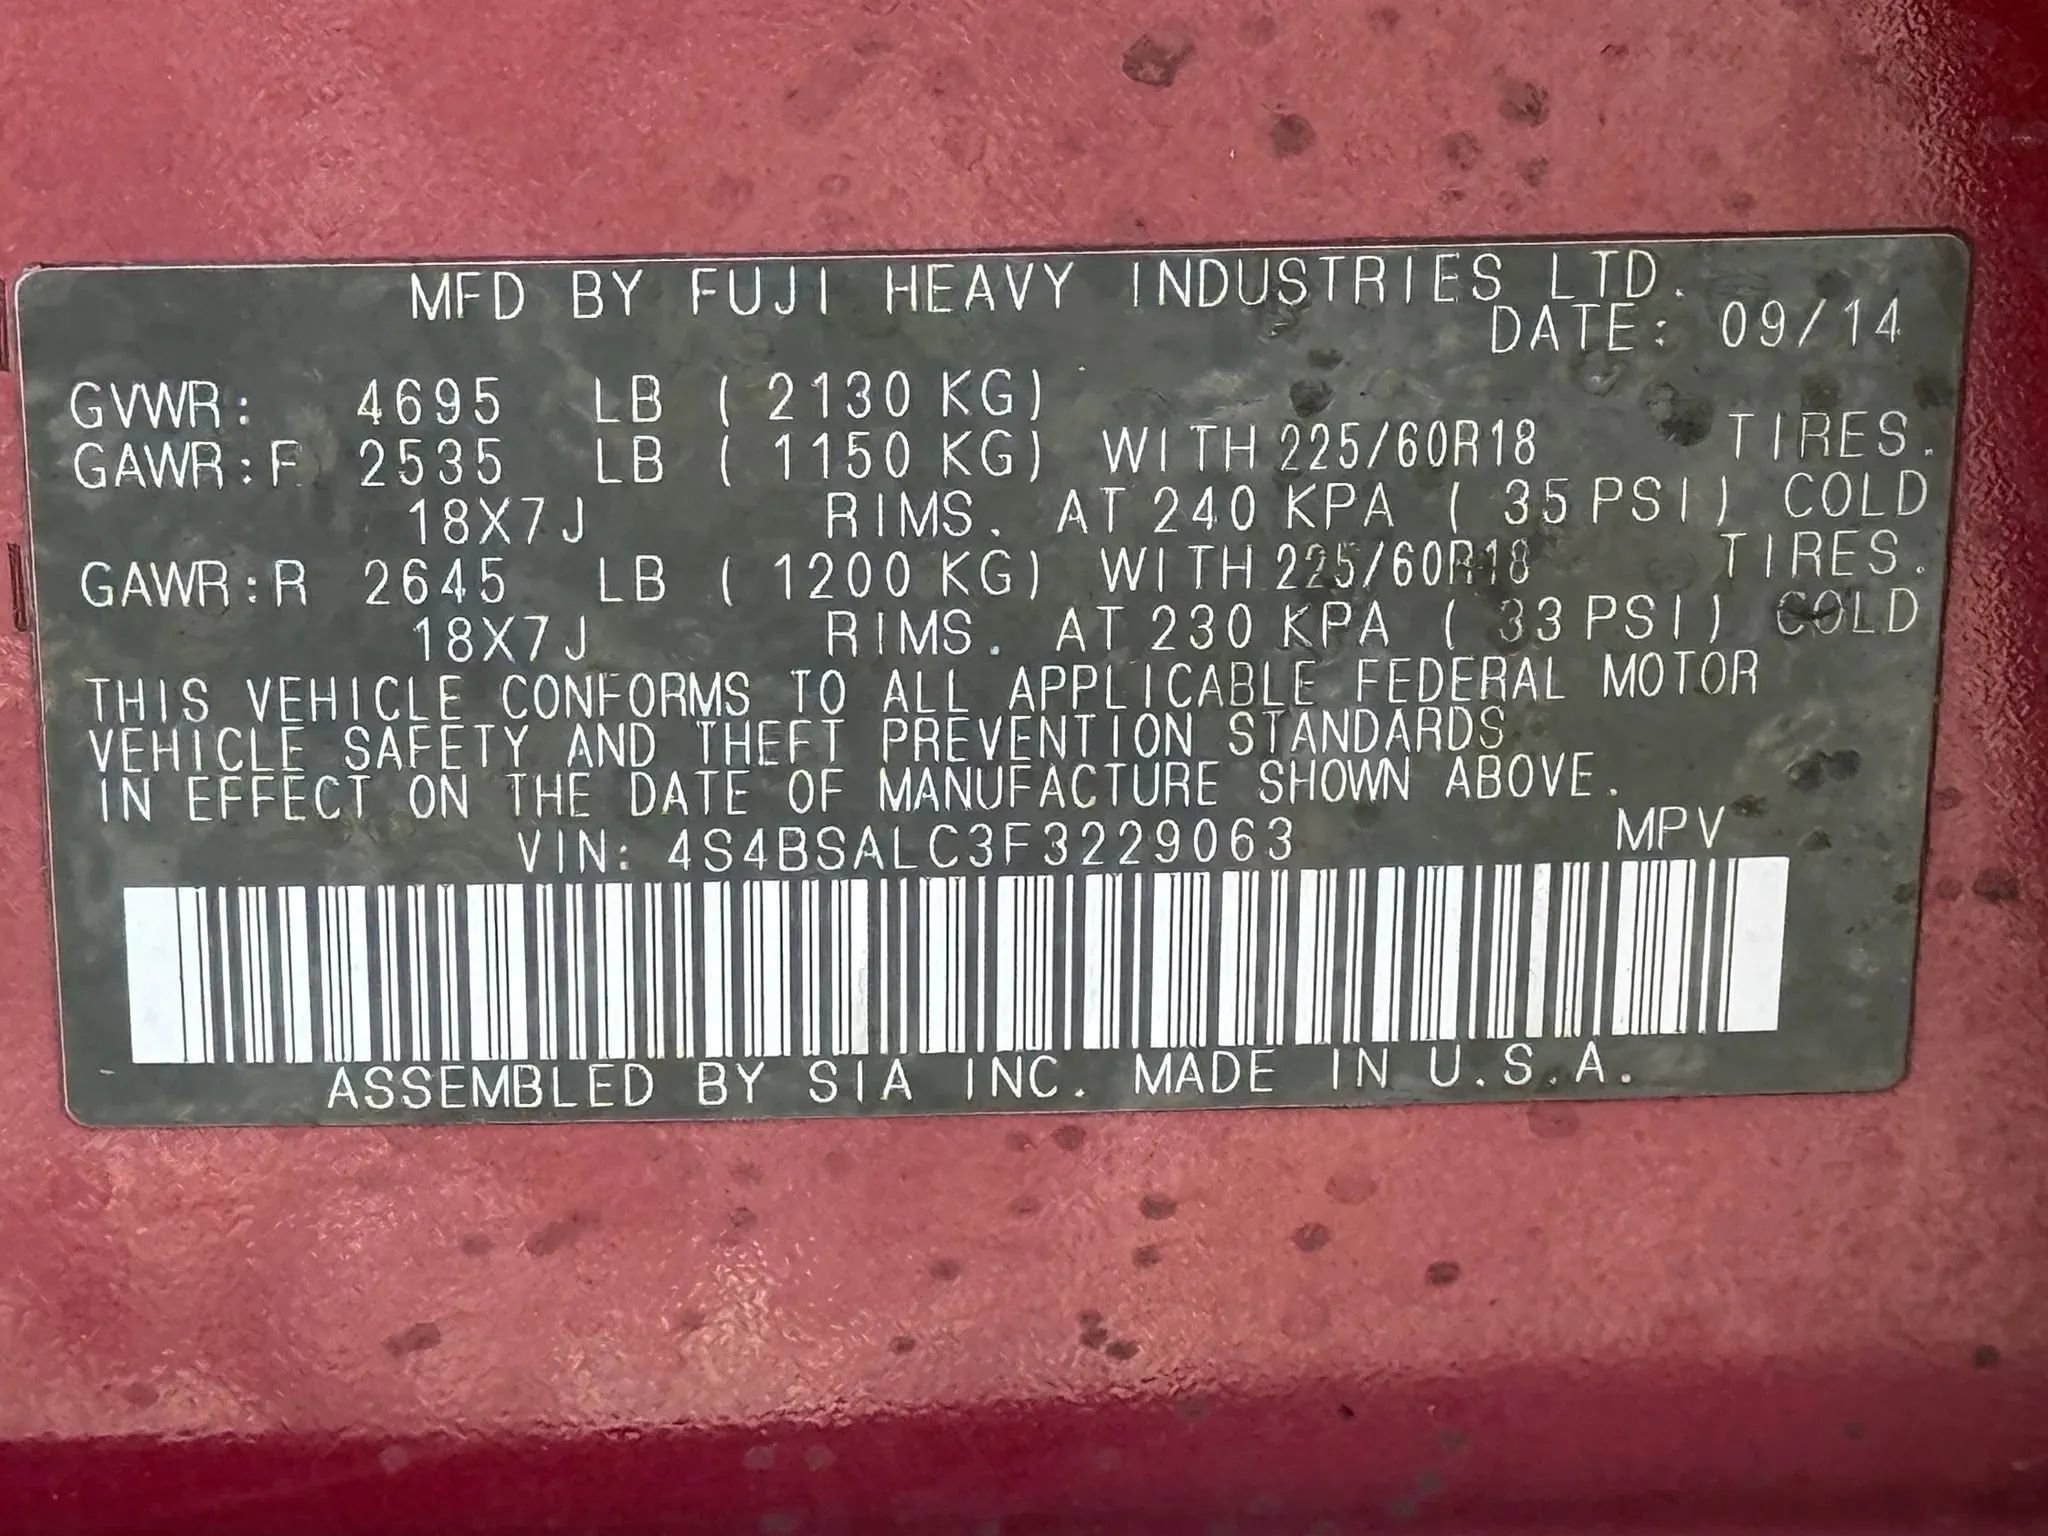 MFD BY FUJI HEAVY INDUSTRIES LTD.
DATE: 09/14
GVWR: 4695 LB ( 2130 KG)
GAWR:F 2535 LB ( 1150 KG) WITH 225/60R18 TIRES.
18X7J RIMS. AT 240 KPA ( 35 PSI) COLD
GAWR:R 2645 LB ( 1200 KG) WITH 225/60R18 TIRES.
18X7J RIMS. AT 230 KPA ( 33 PSI) COLD
THIS VEHICLE CONFORMS TO ALL APPLICABLE FEDERAL MOTOR
VEHICLE SAFETY AND THEFT PREVENTION STANDARDS
IN EFFECT ON THE DATE OF MANUFACTURE SHOWN ABOVE.
VIN: 4S4BSALC3F3229063 MPV
ASSEMBLED BY SIA INC. MADE IN U.S.A.